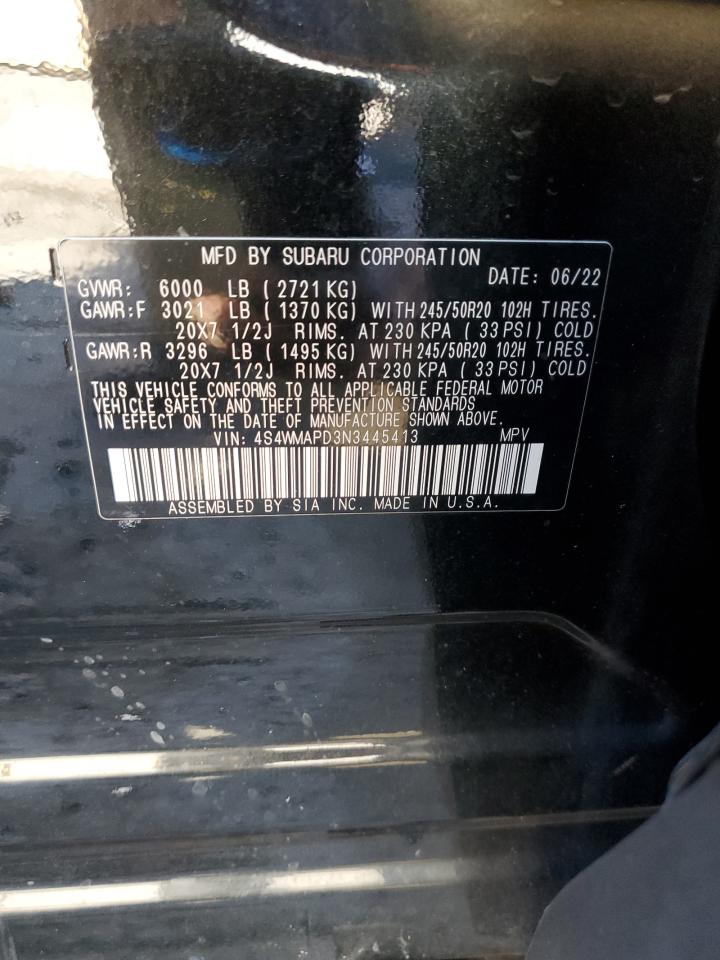 MFD BY SUBARU CORPORATION
DATE: 06/22
GVWR: 6000 LB ( 2721 KG)
GAWR:F 3021 LB ( 1370 KG) WITH 245/50R20 102H TIRES.
20X7 1/2J RIMS. AT 230 KPA ( 33 PSI) COLD
GAWR:R 3296 LB ( 1495 KG) WITH 245/50R20 102H TIRES.
20X7 1/2J RIMS. AT 230 KPA ( 33 PSI) COLD
THIS VEHICLE CONFORMS TO ALL APPLICABLE FEDERAL MOTOR
VEHICLE SAFETY AND THEFT PREVENTION STANDARDS
IN EFFECT ON THE DATE OF MANUFACTURE SHOWN ABOVE.
VIN: 4S4WMAPD3N3445413 MPV
ASSEMBLED BY SIA INC. MADE IN U.S.A.